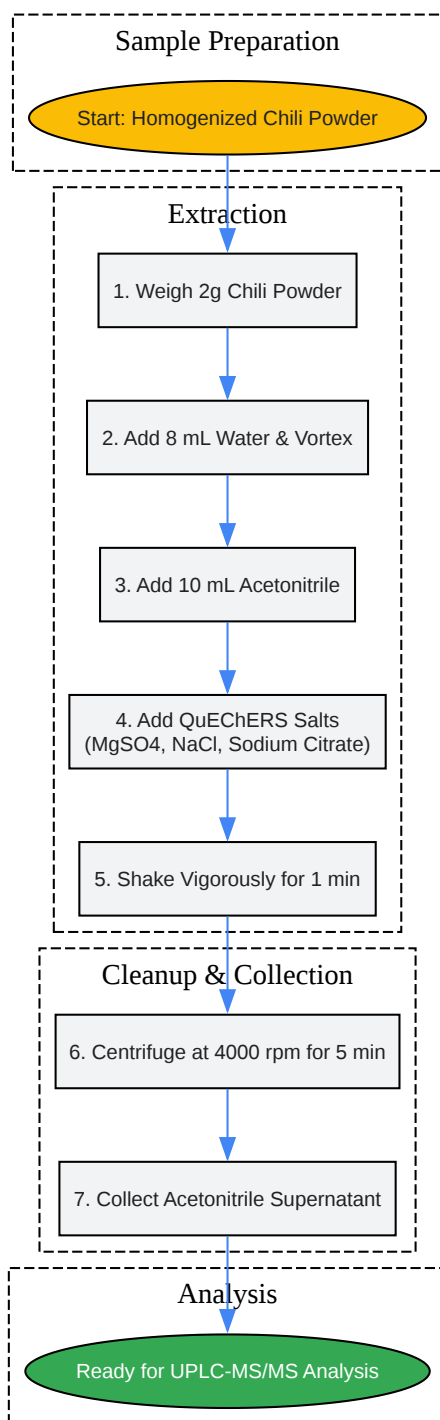 Sample Preparation
Start: Homogenized Chili Powder
Extraction
1. Weigh 2g Chili Powder
2. Add 8 mL Water & Vortex
3. Add 10 mL Acetonitrile
4. Add QuEChERS Salts
(MgSO4, NaCl, Sodium Citrate)
5. Shake Vigorously for 1 min
Cleanup & Collection
6. Centrifuge at 4000 rpm for 5 min
7. Collect Acetonitrile Supernatant
Analysis
Ready for UPLC-MS/MS Analysis